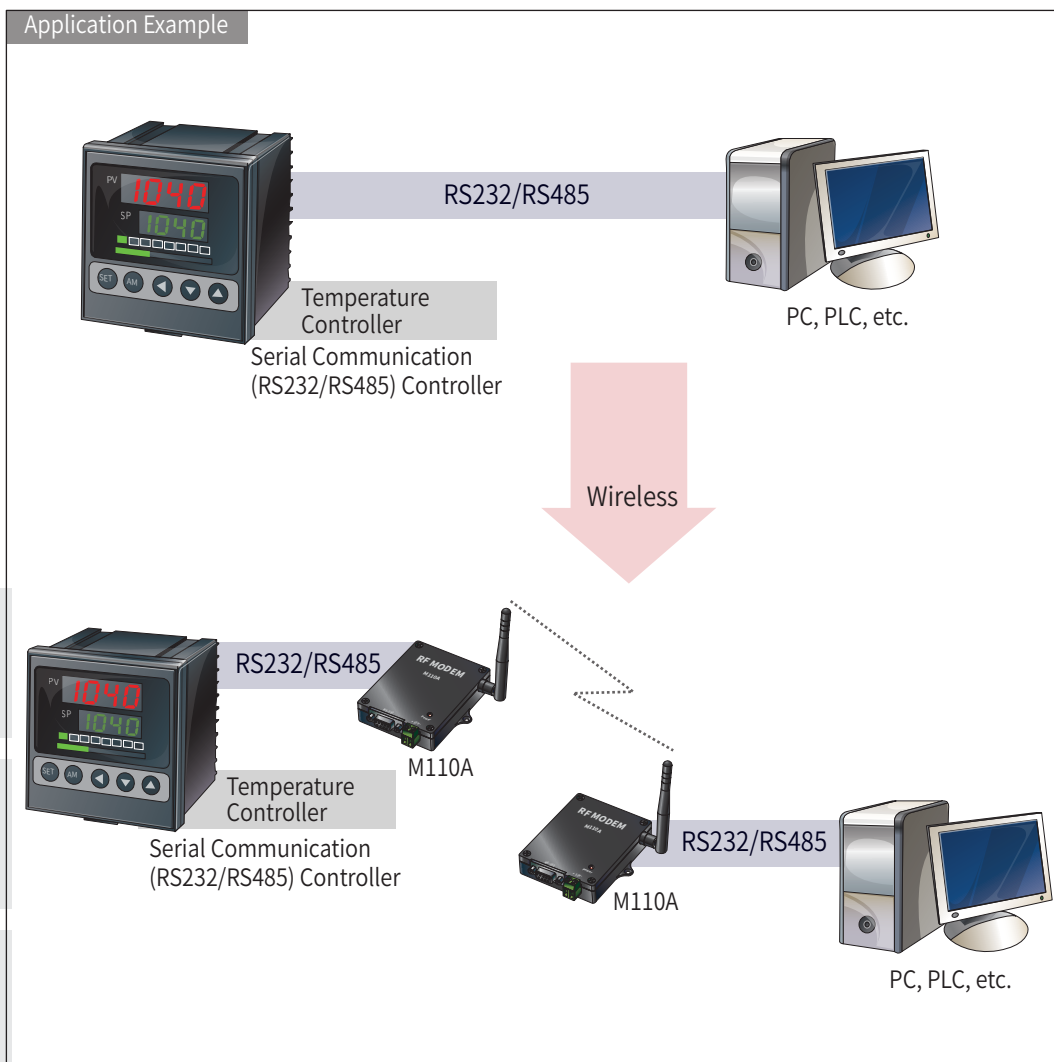 Application Example
PV
1040
SP
1040
SET
AM
RS232/RS485
Temperature
Controller
Serial Communication
(RS232/RS485) Controller
PC, PLC, etc.
Wireless
PV
1040
SP
1040
SET
AM
RS232/RS485
RF MODEM
M110A
M110A
Temperature
Controller
Serial Communication
(RS232/RS485) Controller
RF MODEM
M110A
RS232/RS485
M110A
PC, PLC, etc.